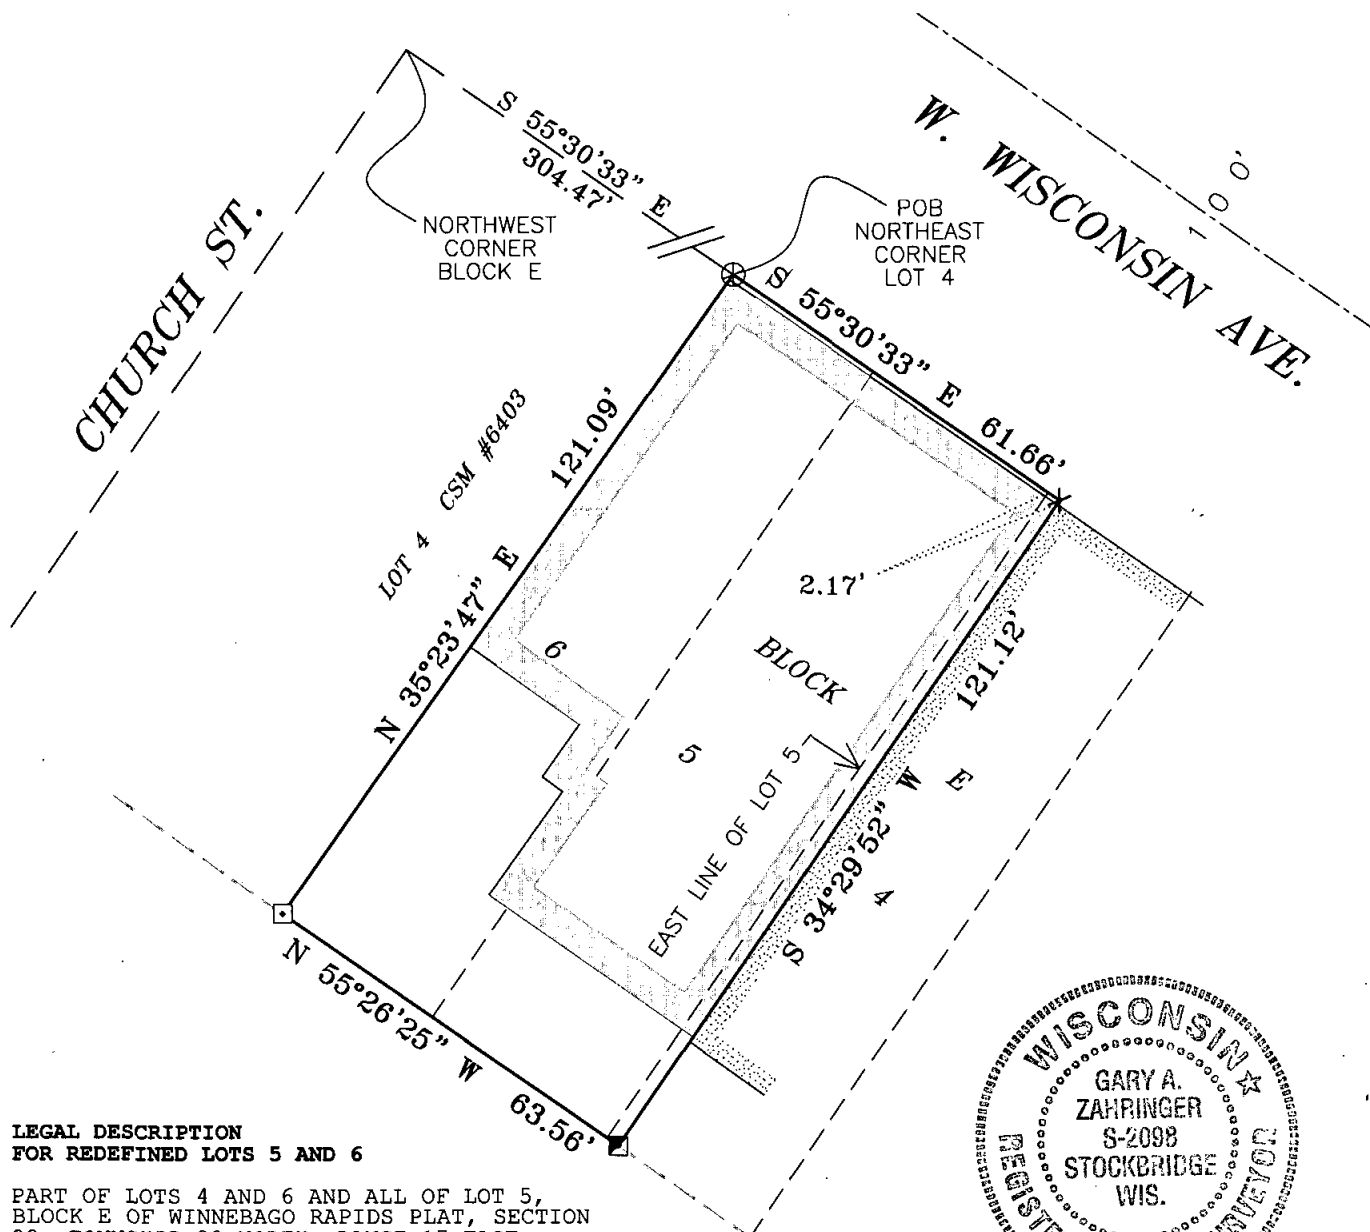 W. WISCONSIN AVE.
100'
CHURCH ST.
S 55°30'33" E
304.47'
NORTHWEST
CORNER
BLOCK E
POB
NORTHEAST
CORNER
LOT 4
S 55°30'33" E 61.66'
LOT 4 CSM #6403
N 35°23'47" E 121.09'
2.17'
BLOCK
E
6
5
4
EAST LINE OF LOT 5
S 34°29'52" W 121.12'
N 55°26'25" W 63.56'
LEGAL DESCRIPTION
FOR REDEFINED LOTS 5 AND 6
PART OF LOTS 4 AND 6 AND ALL OF LOT 5,
BLOCK E OF WINNEBAGO RAPIDS PLAT, SECTION
WISCONSIN
GARY A.
ZAHRINGER
S-2098
STOCKBRIDGE
WIS.